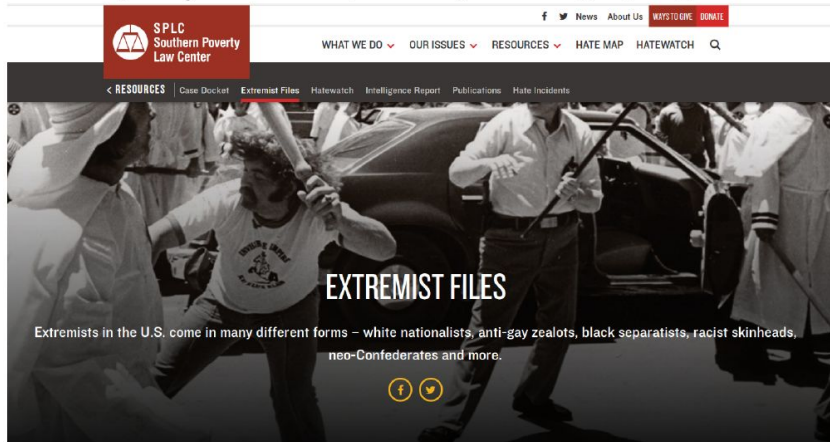 News About Us WAYS TO GIVE DONATE
SPLC
Southern Poverty
Law Center
WHAT WE DO OUR ISSUES RESOURCES HATE MAP HATEWATCH
< RESOURCES Case Docket Extremist Files Hatewatch Intelligence Report Publications Hate Incidents
EXTREMIST FILES
Extremists in the U.S. come in many different forms – white nationalists, anti-gay zealots, black separatists, racist skinheads,
neo-Confederates and more.